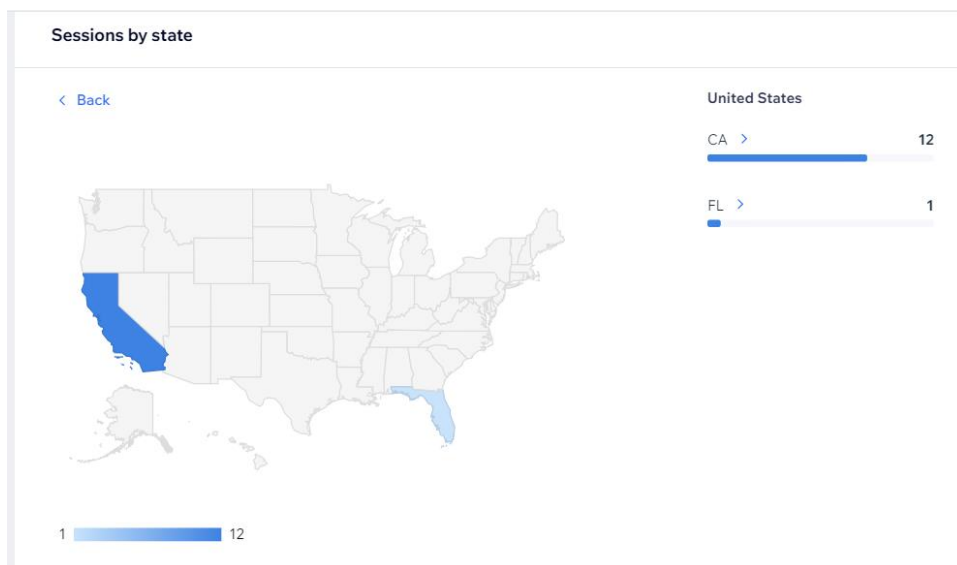 Sessions by state
< Back
United States
CA > 12
FL > 1
1 12